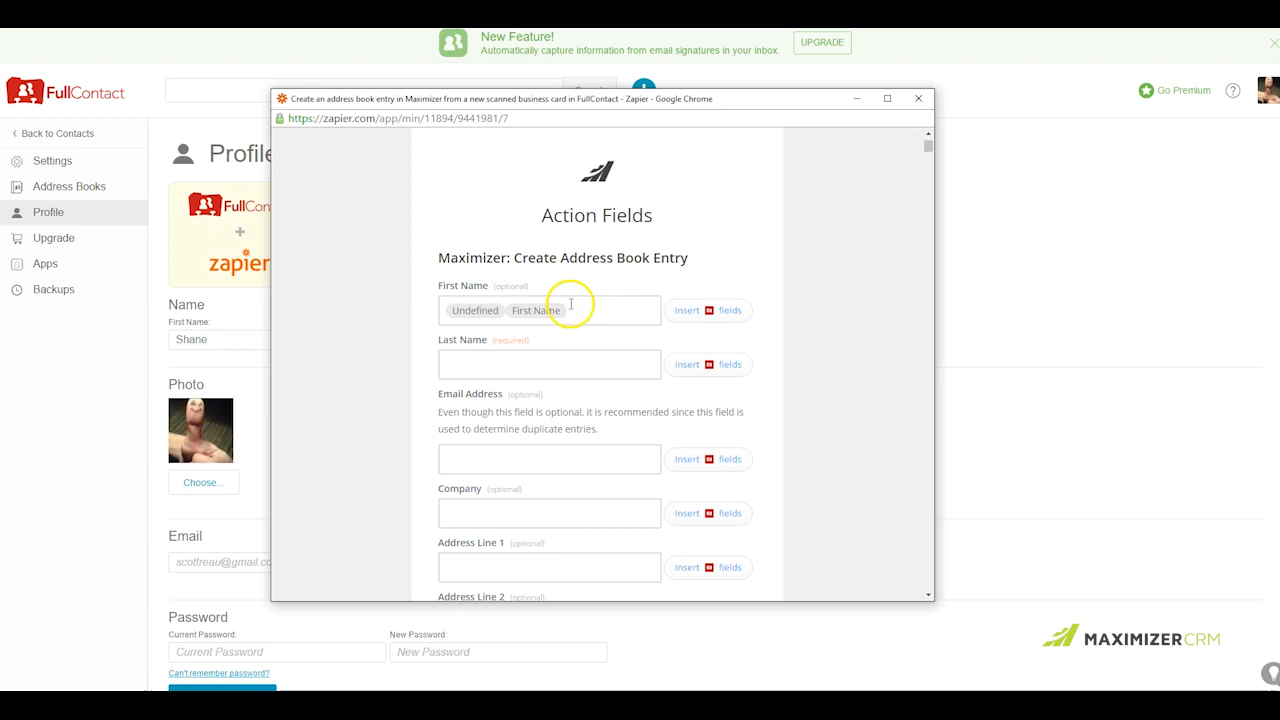 New Feature!
Automatically capture information from email signatures in your inbox.
UPGRADE
FullContact
Go Premium
Create an address book entry in Maximizer from a new scanned business card in FullContact - Zapier - Google Chrome
https://zapier.com/app/min/11894/9441981/7
Back to Contacts
Settings
Address Books
Profile
Upgrade
Apps
Backups
Profile
FullCont
+
zapier
Name
First Name:
Shane
Photo
Choose...
Email
scottreau@gmail.co
Password
Current Password:
New Password:
Current Password
New Password
Can't remember password?
Action Fields
Maximizer: Create Address Book Entry
First Name (optional)
Undefined First Name
Insert fields
Last Name (required)
Insert fields
Email Address (optional)
Even though this field is optional, it is recommended since this field is
used to determine duplicate entries.
Insert fields
Company (optional)
Insert fields
Address Line 1 (optional)
Insert fields
Address Line 2 (optional)
MAXIMIZERCRM